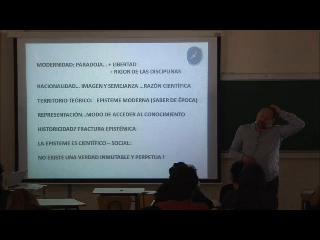 MODERNIDAD: PARADOJA...+ LIBERTAD
+ RIGOR DE LAS DISCIPLINAS
RACIONALIDAD... IMAGEN Y SEMEJANZA ...RAZÓN CIENTÍFICA
TERRITORIO TEÓRICO: EPISTEME MODERNA (SABER DE ÉPOCA)
REPRESENTACIÓN...MODO DE ACCEDER AL CONOCIMIENTO
HISTORICIDAD/ FRACTURA EPISTÉMICA:
LA EPISTEME ES CIENTÍFICO – SOCIAL:
NO EXISTE UNA VERDAD INMUTABLE Y PERPETUA !